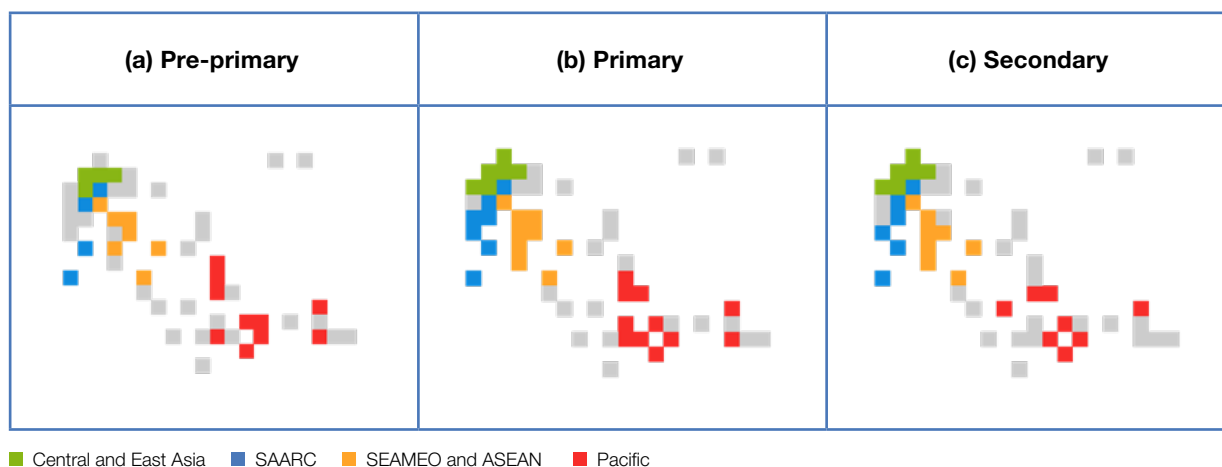 (a) Pre-primary
(b) Primary
(c) Secondary
Central and East Asia SAARC SEAMEO and ASEAN Pacific